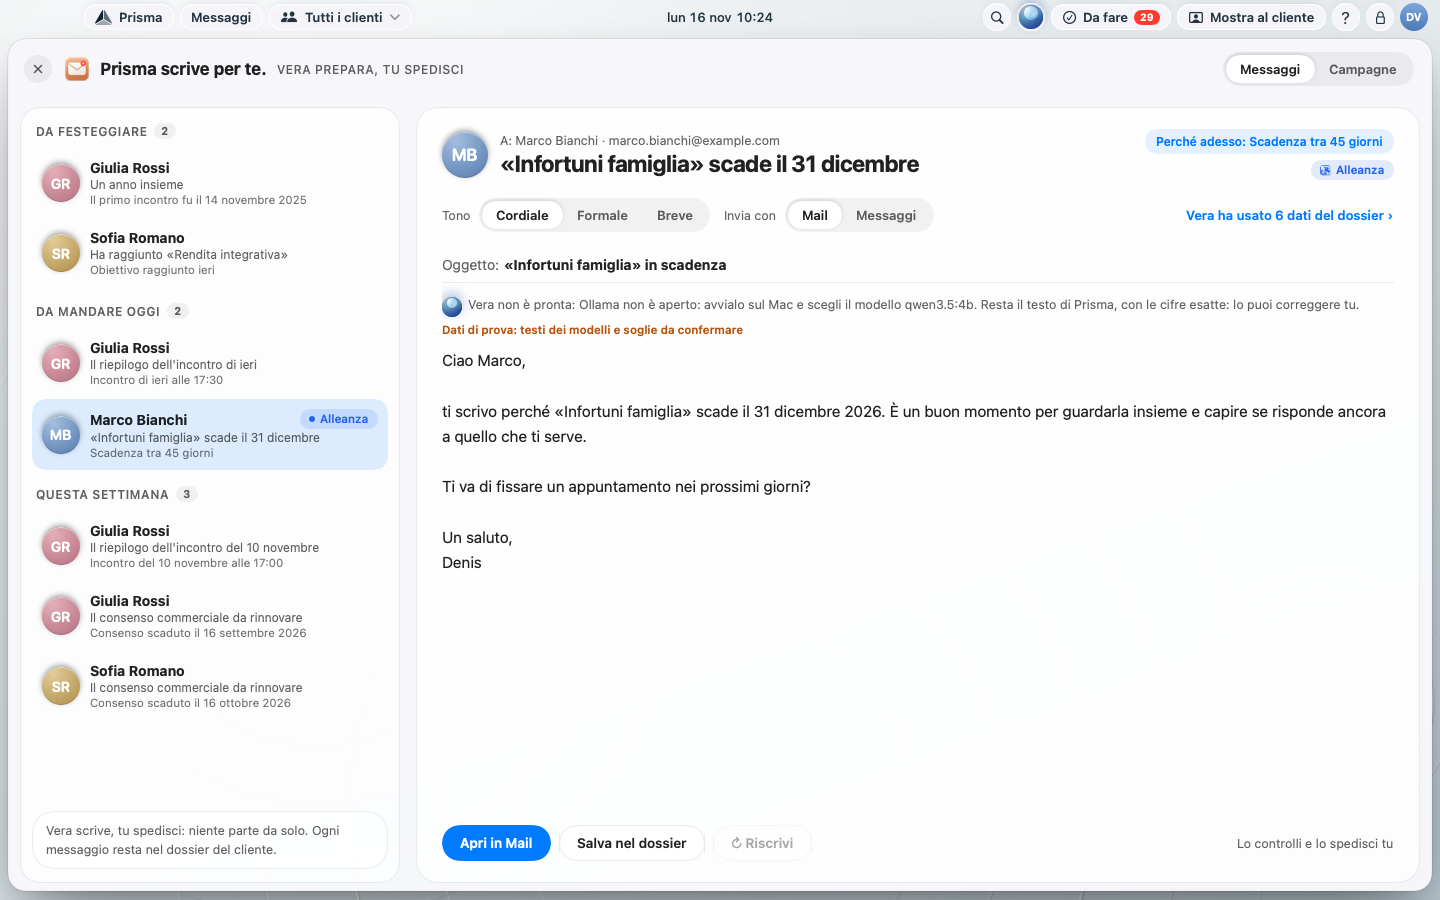 Prisma
Messaggi
Tutti i clienti
lun 16 nov 10:24
Da fare 29
Mostra al cliente
?
DV
Prisma scrive per te. VERA PREPARA, TU SPEDISCI
Messaggi
Campagne
DA FESTEGGIARE 2
GR
Giulia Rossi
Un anno insieme
Il primo incontro fu il 14 novembre 2025
SR
Sofia Romano
Ha raggiunto «Rendita integrativa»
Obiettivo raggiunto ieri
DA MANDARE OGGI 2
GR
Giulia Rossi
Il riepilogo dell'incontro di ieri
Incontro di ieri alle 17:30
MB
Marco Bianchi
Alleanza
«Infortuni famiglia» scade il 31 dicembre
Scadenza tra 45 giorni
QUESTA SETTIMANA 3
GR
Giulia Rossi
Il riepilogo dell'incontro del 10 novembre
Incontro del 10 novembre alle 17:00
GR
Giulia Rossi
Il consenso commerciale da rinnovare
Consenso scaduto il 16 settembre 2026
SR
Sofia Romano
Il consenso commerciale da rinnovare
Consenso scaduto il 16 ottobre 2026
Vera scrive, tu spedisci: niente parte da solo. Ogni
messaggio resta nel dossier del cliente.
MB
A: Marco Bianchi · marco.bianchi@example.com
«Infortuni famiglia» scade il 31 dicembre
Perché adesso: Scadenza tra 45 giorni
Alleanza
Tono
Cordiale
Formale
Breve
Invia con
Mail
Messaggi
Vera ha usato 6 dati del dossier ›
Oggetto: «Infortuni famiglia» in scadenza
Vera non è pronta: Ollama non è aperto: avvialo sul Mac e scegli il modello qwen3.5:4b. Resta il testo di Prisma, con le cifre esatte: lo puoi correggere tu.
Dati di prova: testi dei modelli e soglie da confermare
Ciao Marco,
ti scrivo perché «Infortuni famiglia» scade il 31 dicembre 2026. È un buon momento per guardarla insieme e capire se risponde ancora
a quello che ti serve.
Ti va di fissare un appuntamento nei prossimi giorni?
Un saluto,
Denis
Apri in Mail
Salva nel dossier
Riscrivi
Lo controlli e lo spedisci tu